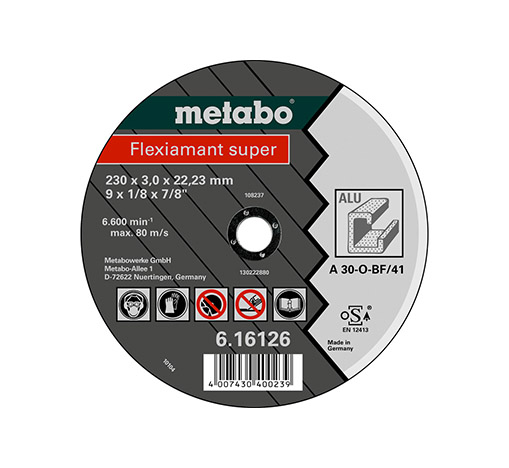 metabo®
Flexiamant super
230 x 3,0 x 22,23 mm
9 x 1/8 x 7/8"
108237
6.600 min⁻¹
max. 80 m/s
ALU
A 30-O-BF/41
Metabowerke GmbH
Metabo-Allee 1
D-72622 Nuertingen, Germany
130222880
oSA
EN 12413
6.16126
Made in
Germany
10104
4 007430 400239